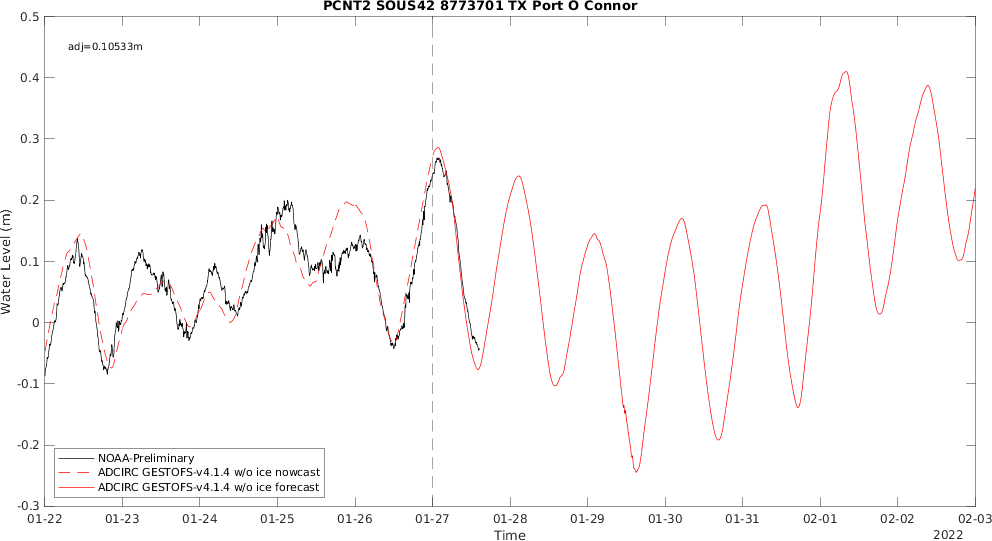 PCNT2 SOUS42 8773701 TX Port O Connor
adj=0.10533m
Water Level (m)
0.5
0.4
0.3
0.2
0.1
0
-0.1
-0.2
-0.3
NOAA-Preliminary
ADCIRC GESTOFS-v4.1.4 w/o ice nowcast
ADCIRC GESTOFS-v4.1.4 w/o ice forecast
01-22 01-23 01-24 01-25 01-26 01-27 01-28 01-29 01-30 01-31 02-01 02-02 02-03
Time
2022